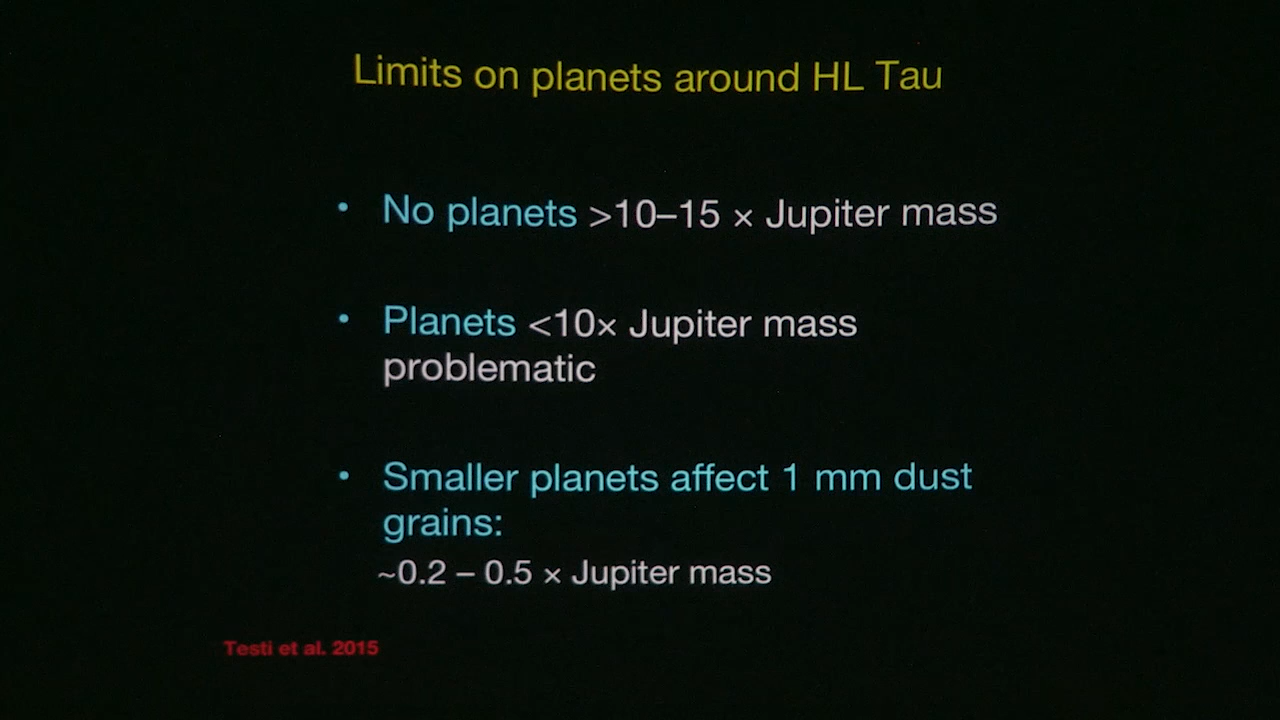 Limits on planets around HL Tau
• No planets >10–15 × Jupiter mass
• Planets <10× Jupiter mass
problematic
• Smaller planets affect 1 mm dust
grains:
~0.2 – 0.5 × Jupiter mass
Testi et al. 2015